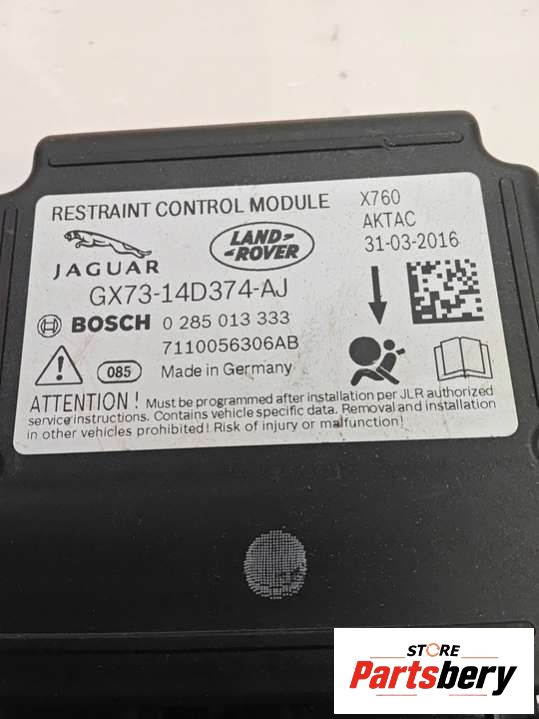 RESTRAINT CONTROL MODULE
X760
AKTAC
31-03-2016
JAGUAR
LAND-
-ROVER
GX73-14D374-AJ
BOSCH 0 285 013 333
7110056306AB
085 Made in Germany
ATTENTION ! Must be programmed after installation per JLR authorized
service instructions. Contains vehicle specific data. Removal and installation
in other vehicles prohibited! Risk of injury or malfunction!
STORE
Partsbery